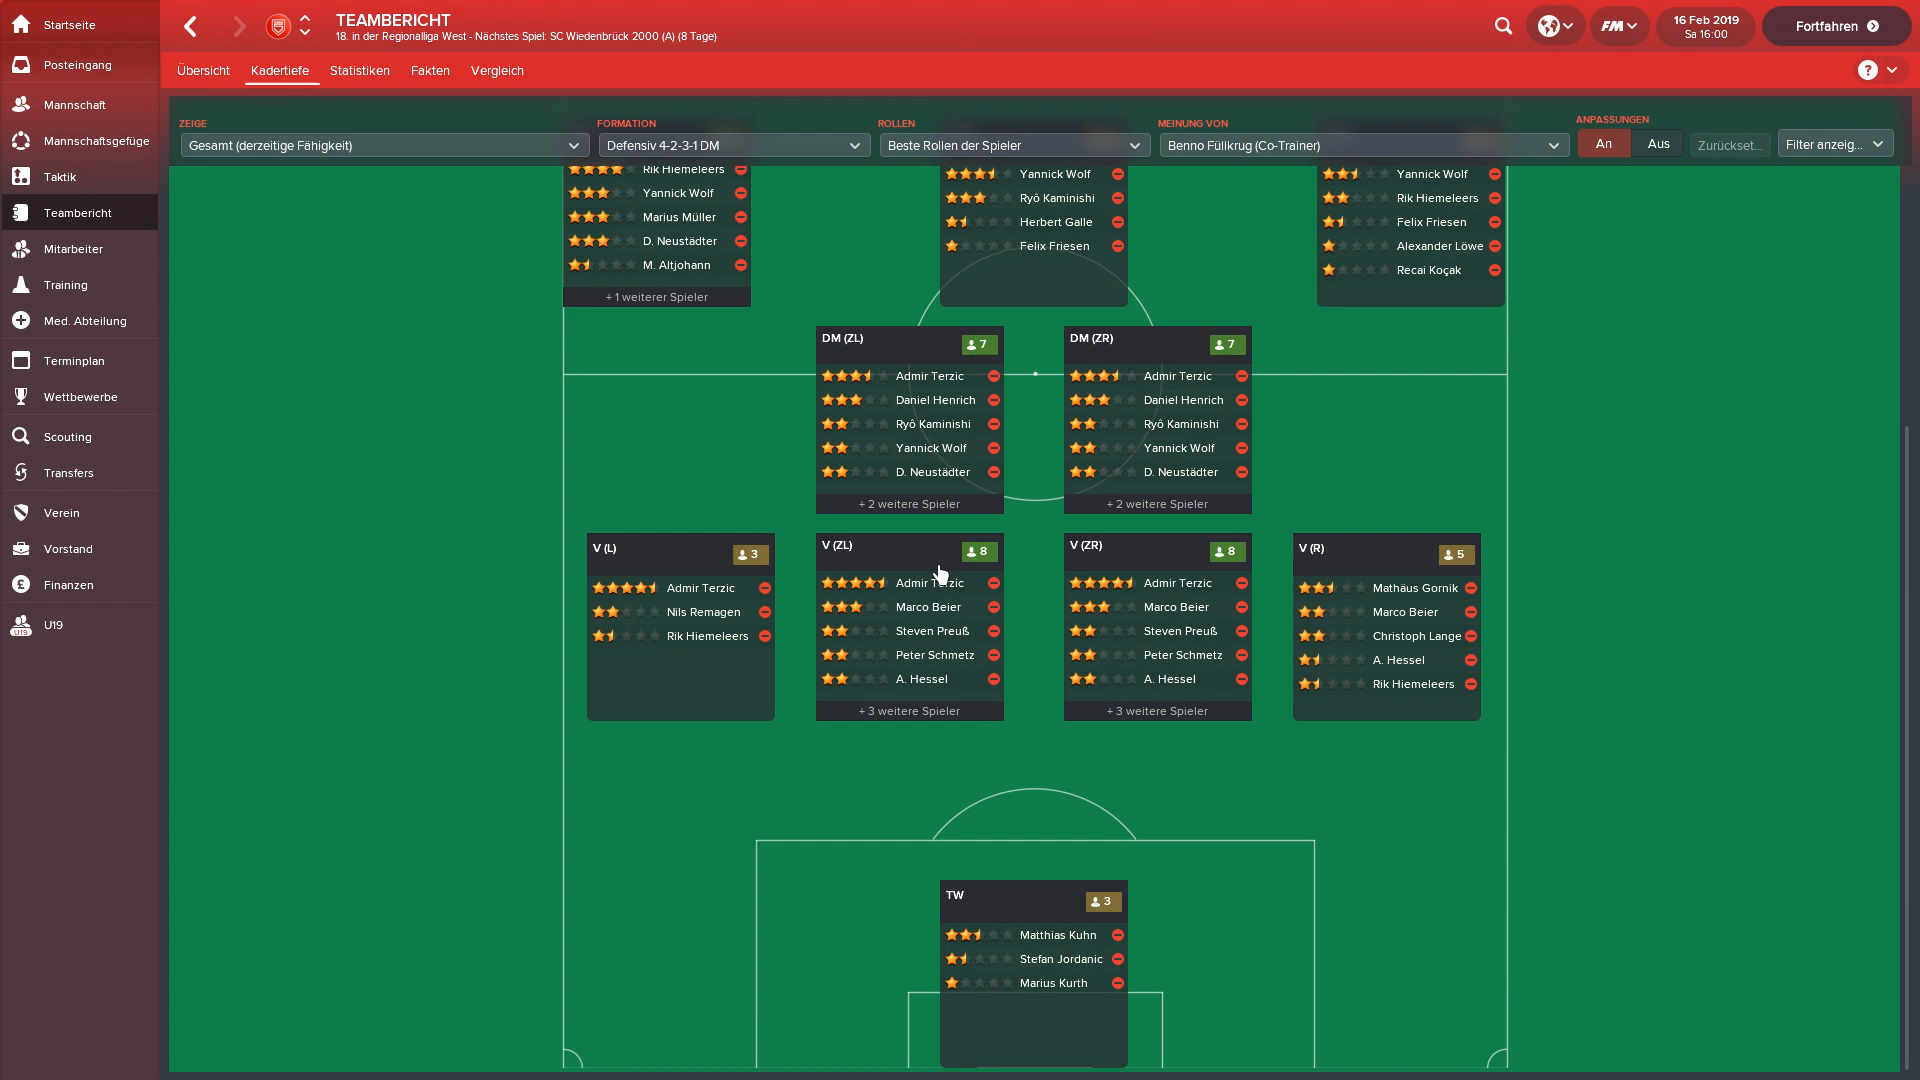 Startseite
Posteingang
Mannschaft
Mannschaftsgefüge
Taktik
Teambericht
Mitarbeiter
Training
Med. Abteilung
Terminplan
Wettbewerbe
Scouting
Transfers
Verein
Vorstand
Finanzen
U19
U19
TEAMBERICHT
18. in der Regionalliga West - Nächstes Spiel: SC Wiedenbrück 2000 (A) (8 Tage)
FM
16 Feb 2019
Sa 16:00
Fortfahren
Übersicht
Kadertiefe
Statistiken
Fakten
Vergleich
?
ZEIGE
Gesamt (derzeitige Fähigkeit)
FORMATION
Defensiv 4-2-3-1 DM
ROLLEN
Beste Rollen der Spieler
MEINUNG VON
Benno Füllkrug (Co-Trainer)
ANPASSUNGEN
An
Aus
Zurückset...
Filter anzeig...
Rik Hiemeleers
Yannick Wolf
Marius Müller
D. Neustädter
M. Altjohann
+ 1 weiterer Spieler
Yannick Wolf
Ryô Kaminishi
Herbert Galle
Felix Friesen
Yannick Wolf
Rik Hiemeleers
Felix Friesen
Alexander Löwe
Recai Koçak
DM (ZL)
7
Admir Terzic
Daniel Henrich
Ryô Kaminishi
Yannick Wolf
D. Neustädter
+ 2 weitere Spieler
DM (ZR)
7
Admir Terzic
Daniel Henrich
Ryô Kaminishi
Yannick Wolf
D. Neustädter
+ 2 weitere Spieler
V (L)
3
Admir Terzic
Nils Remagen
Rik Hiemeleers
V (ZL)
8
Admir Terzic
Marco Beier
Steven Preuß
Peter Schmetz
A. Hessel
+ 3 weitere Spieler
V (ZR)
8
Admir Terzic
Marco Beier
Steven Preuß
Peter Schmetz
A. Hessel
+ 3 weitere Spieler
V (R)
5
Mathäus Gornik
Marco Beier
Christoph Lange
A. Hessel
Rik Hiemeleers
TW
3
Matthias Kuhn
Stefan Jordanic
Marius Kurth